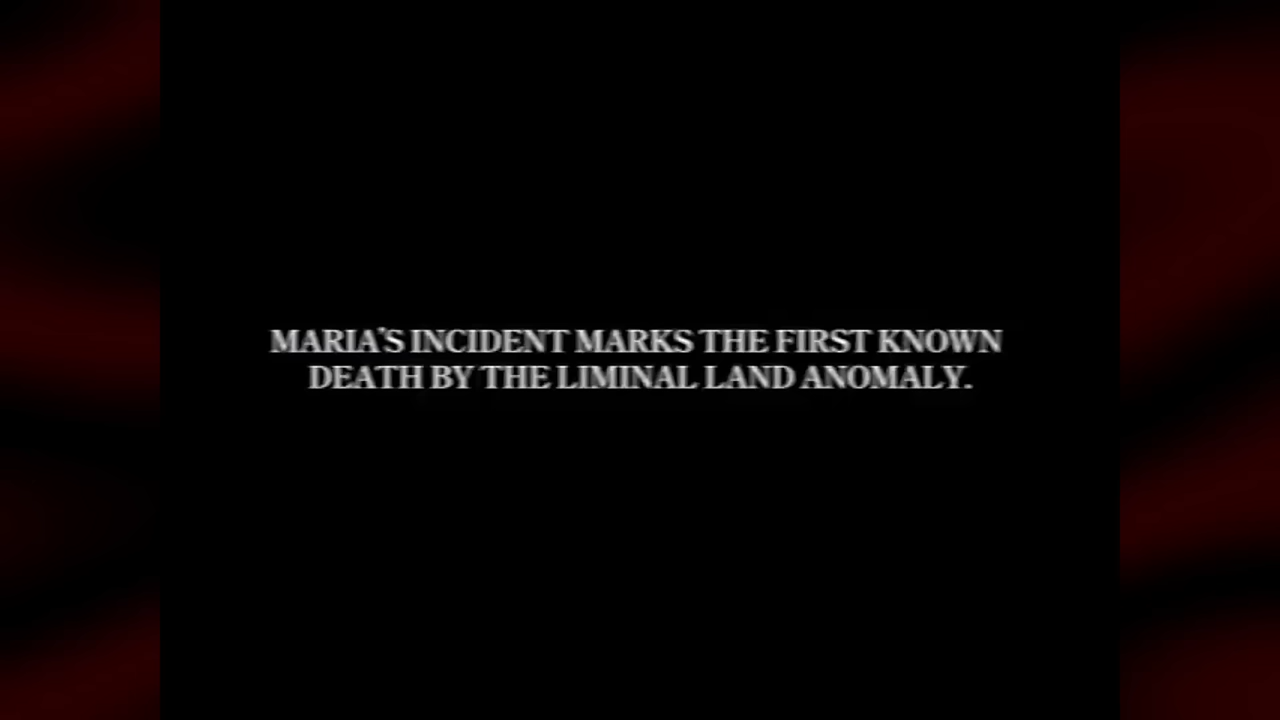 MARIA'S INCIDENT MARKS THE FIRST KNOWN
DEATH BY THE LIMINAL LAND ANOMALY.